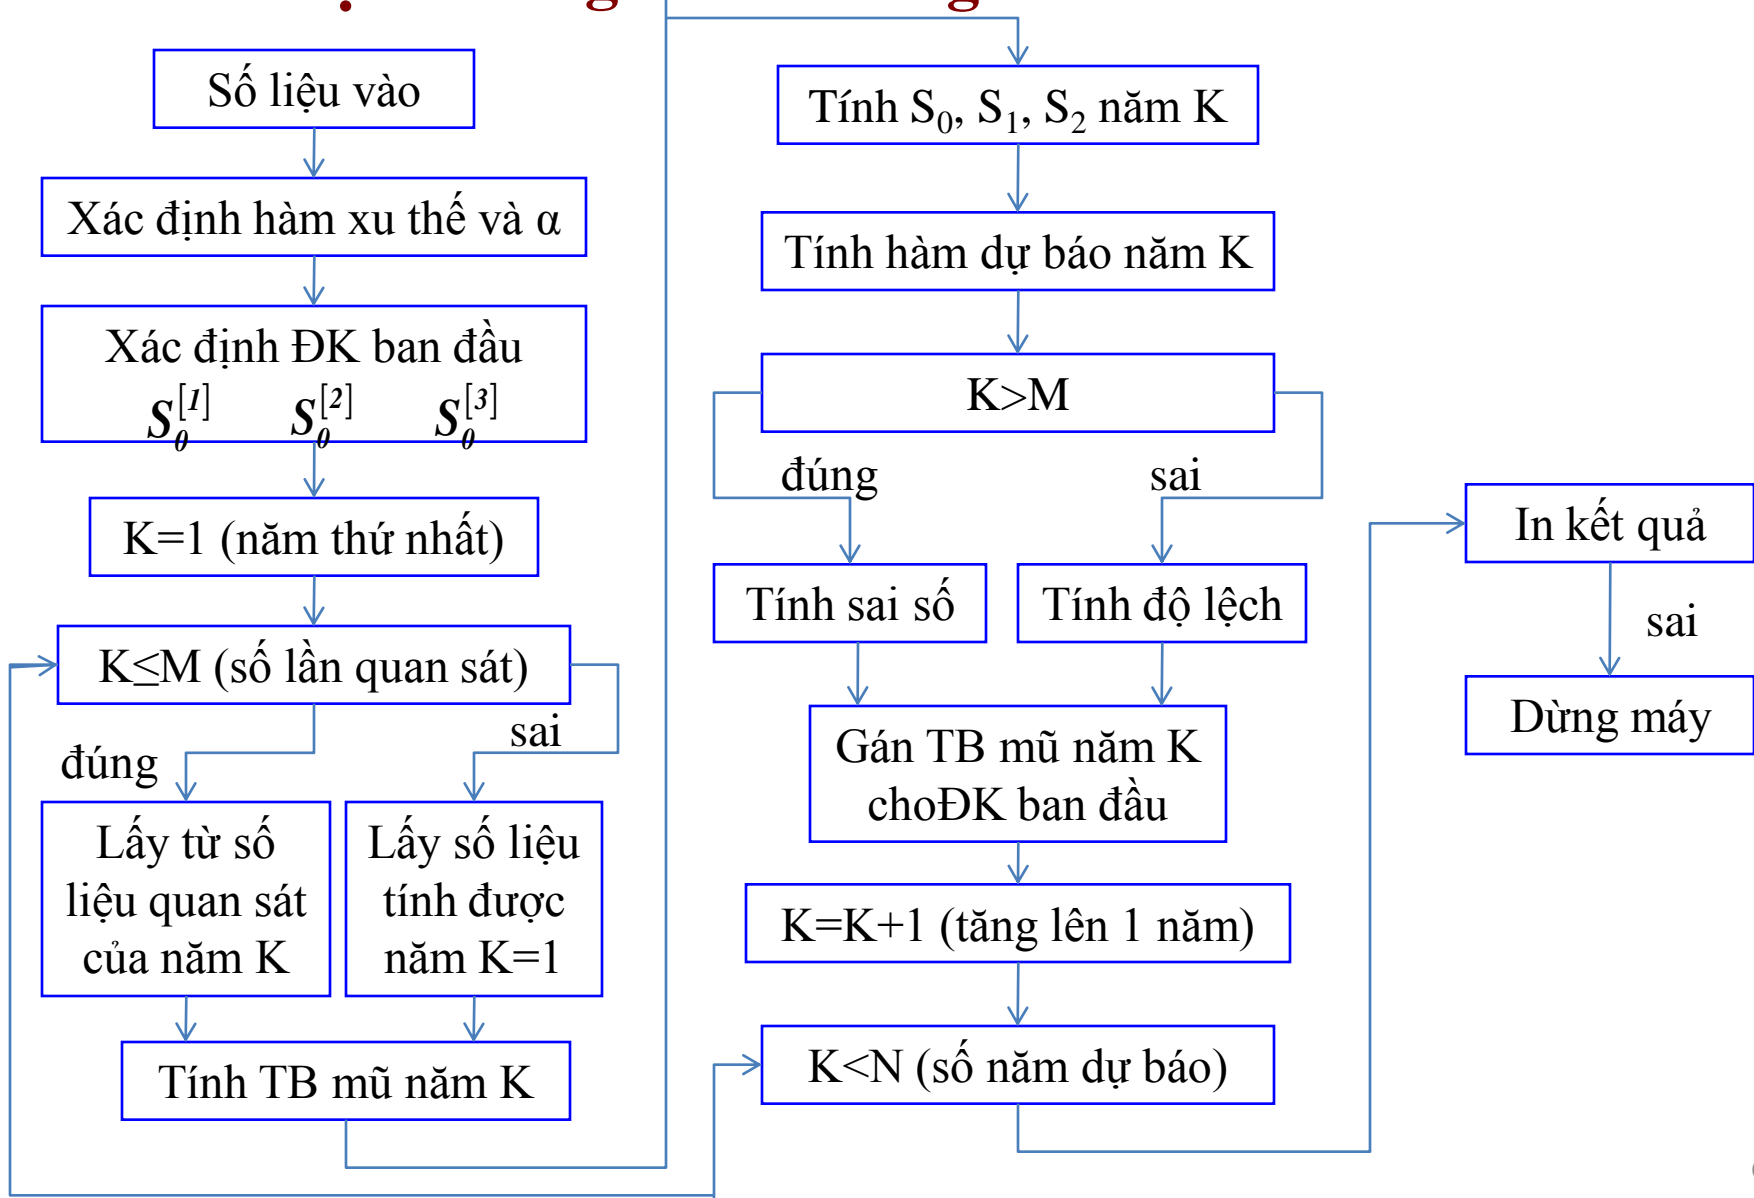 Số liệu vào
Xác định hàm xu thế và α
Xác định ĐK ban đầu
S₀[1] S₀[2] S₀[3]
K=1 (năm thứ nhất)
K≤M (số lần quan sát)
đúng
sai
Lấy từ số
liệu quan sát
của năm K
Lấy số liệu
tính được
năm K=1
Tính TB mũ năm K
Tính S₀, S₁, S₂ năm K
Tính hàm dự báo năm K
K>M
đúng
sai
Tính sai số
Tính độ lệch
Gán TB mũ năm K
choĐK ban đầu
K=K+1 (tăng lên 1 năm)
K<N (số năm dự báo)
In kết quả
sai
Dừng máy